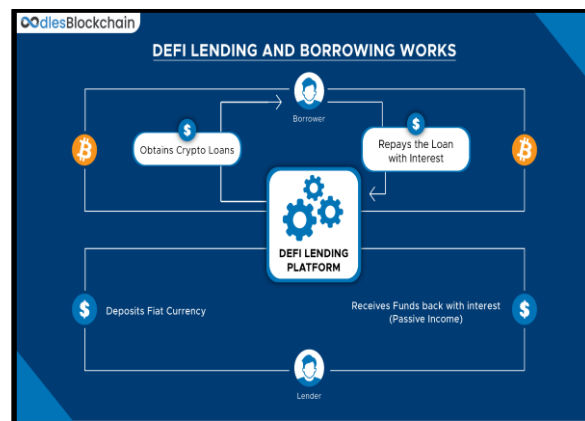 OodlesBlockchain
DEFI LENDING AND BORROWING WORKS
Borrower
$
$
Obtains Crypto Loans
Repays the Loan
with Interest
₿
₿
DEFI LENDING
PLATFORM
$
Deposits Fiat Currency
Receives Funds back with interest
(Passive Income)
$
Lender